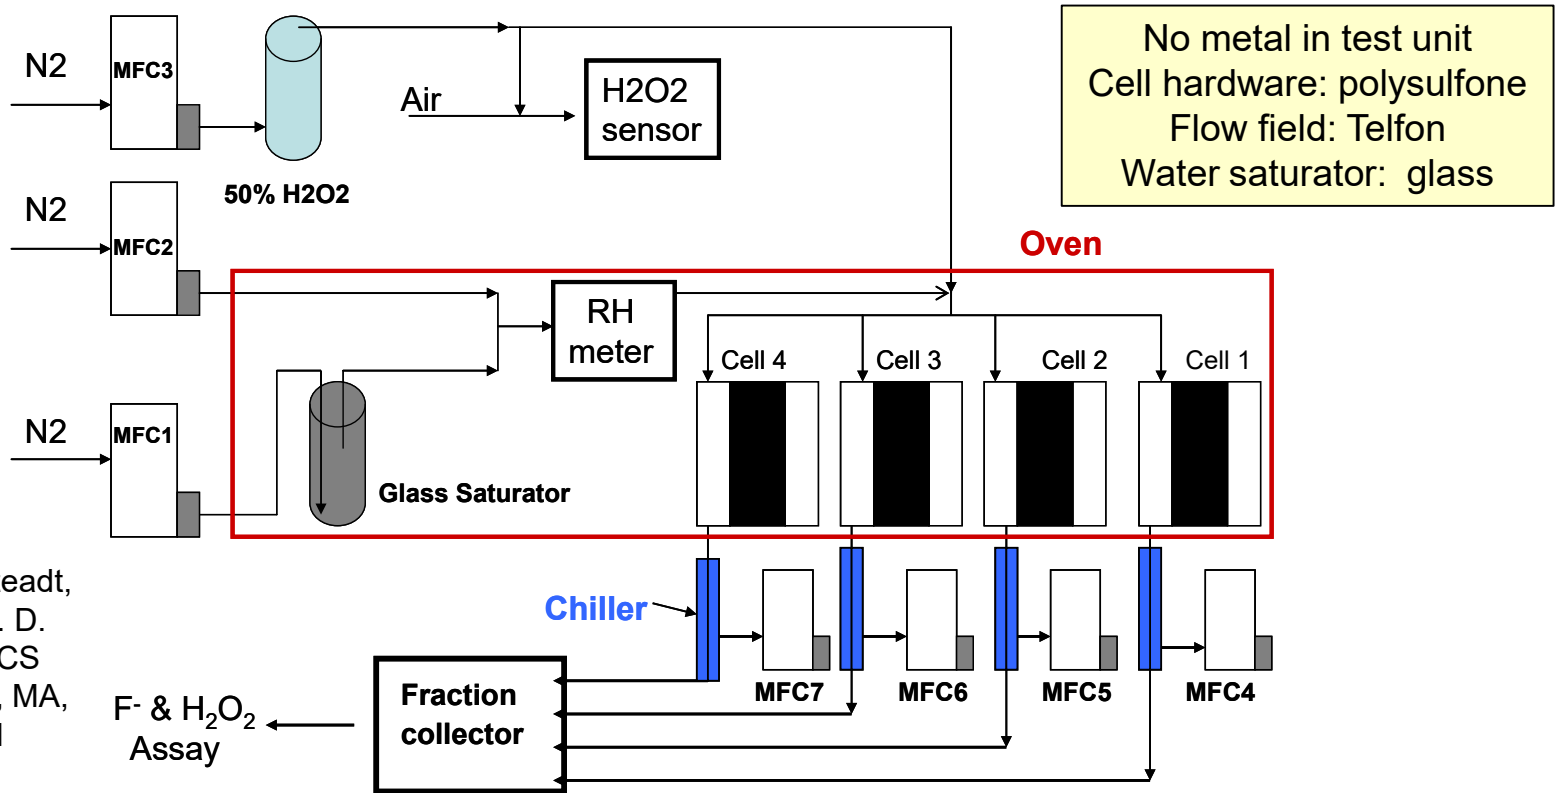 N2
MFC3
50% H2O2
Air
H2O2
sensor
No metal in test unit
Cell hardware: polysulfone
Flow field: Telfon
Water saturator: glass
N2
MFC2
Oven
RH
meter
Cell 4
Cell 3
Cell 2
Cell 1
N2
MFC1
Glass Saturator
Chiller
MFC7
MFC6
MFC5
MFC4
Fraction
collector
F- & H2O2
Assay
. D.
CS
, MA,